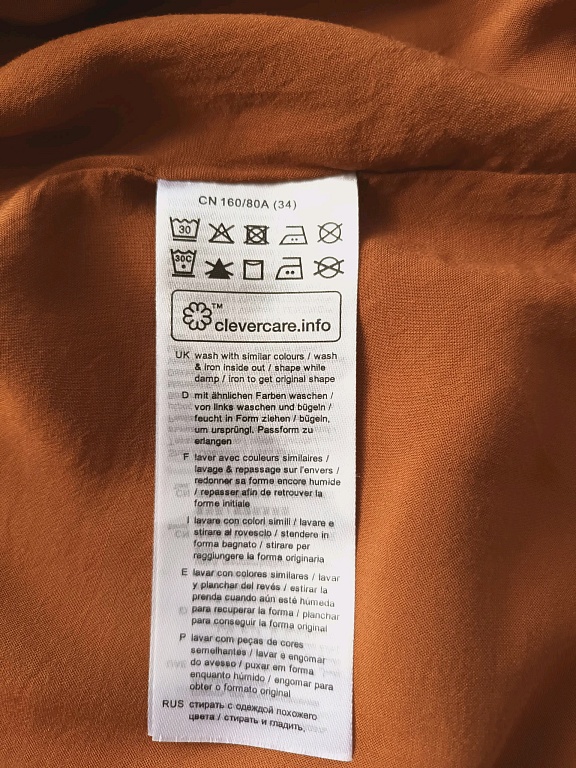 CN 160/80A (34)
30
30C
™
clevercare.info
UK wash with similar colours / wash
& iron inside out / shape while
damp / iron to get original shape
D mit ähnlichen Farben waschen /
von links waschen und bügeln /
feucht in Form ziehen / bügeln,
um ursprüngl. Passform zu
erlangen
F laver avec couleurs similaires /
lavage & repassage sur l'envers /
redonner sa forme encore humide
/ repasser afin de retrouver la
forme initiale
I lavare con colori simili / lavare e
stirare al rovescio / stendere in
forma bagnato / stirare per
raggiungere la forma originaria
E lavar con colores similares / lavar
y planchar del revés / estirar la
prenda cuando aún esté húmeda
para recuperar la forma / planchar
para conseguir la forma original
P lavar com peças de cores
semelhantes / lavar e engomar
do avesso / puxar em forma
enquanto húmido / engomar para
obter o formato original
RUS стирать с одеждой похожего
цвета / стирать и гладить,